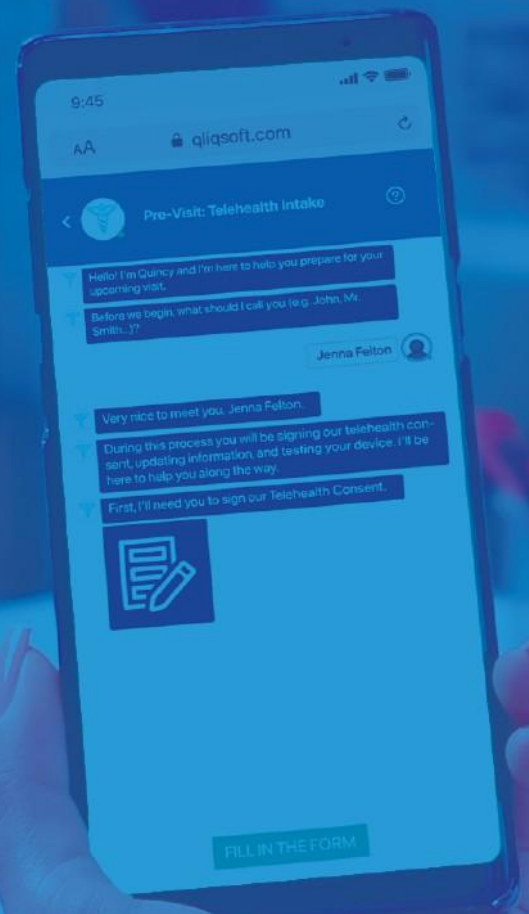 9:45
AA qliqsoft.com
Pre-Visit: Telehealth Intake
Hello! I'm Quincy and I'm here to help you prepare for your
upcoming visit.
Before we begin, what should I call you (e.g. John, Mr.
Smith...)?
Jenna Felton
Very nice to meet you, Jenna Felton.
During this process you will be signing our telehealth con-
sent, updating information, and testing your device. I'll be
here to help you along the way.
First, I'll need you to sign our Telehealth Consent.
FILL IN THE FORM